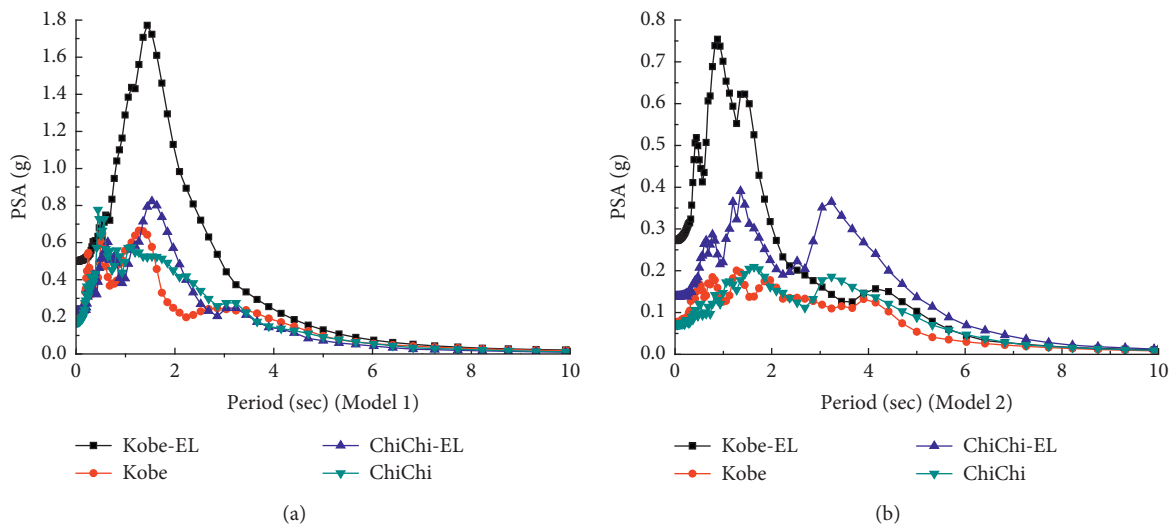 1.8
1.6
1.4
1.2
1.0
0.8
0.6
0.4
0.2
0.0
PSA (g)
0 2 4 6 8 10
Period (sec) (Model 1)
Kobe-EL
Kobe
ChiChi-EL
ChiChi
(a)
0.8
0.7
0.6
0.5
0.4
0.3
0.2
0.1
0.0
PSA (g)
0 2 4 6 8 10
Period (sec) (Model 2)
Kobe-EL
Kobe
ChiChi-EL
ChiChi
(b)